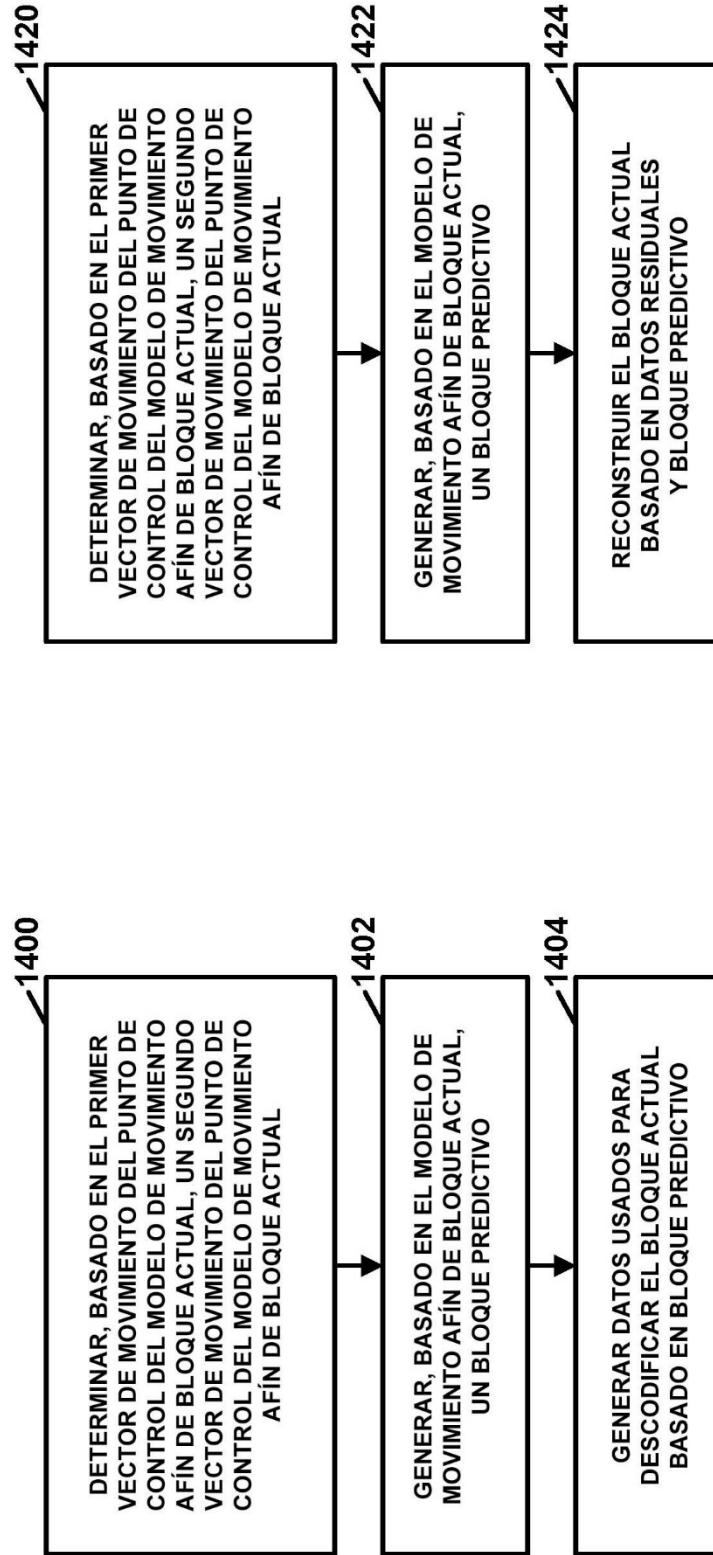 1400
DETERMINAR, BASADO EN EL PRIMER
VECTOR DE MOVIMIENTO DEL PUNTO DE
CONTROL DEL MODELO DE MOVIMIENTO
AFÍN DE BLOQUE ACTUAL, UN SEGUNDO
VECTOR DE MOVIMIENTO DEL PUNTO DE
CONTROL DEL MODELO DE MOVIMIENTO
AFÍN DE BLOQUE ACTUAL
1402
GENERAR, BASADO EN EL MODELO DE
MOVIMIENTO AFÍN DE BLOQUE ACTUAL,
UN BLOQUE PREDICTIVO
1404
GENERAR DATOS USADOS PARA
DESCODIFICAR EL BLOQUE ACTUAL
BASADO EN BLOQUE PREDICTIVO
1420
DETERMINAR, BASADO EN EL PRIMER
VECTOR DE MOVIMIENTO DEL PUNTO DE
CONTROL DEL MODELO DE MOVIMIENTO
AFÍN DE BLOQUE ACTUAL, UN SEGUNDO
VECTOR DE MOVIMIENTO DEL PUNTO DE
CONTROL DEL MODELO DE MOVIMIENTO
AFÍN DE BLOQUE ACTUAL
1422
GENERAR, BASADO EN EL MODELO DE
MOVIMIENTO AFÍN DE BLOQUE ACTUAL,
UN BLOQUE PREDICTIVO
1424
RECONSTRUIR EL BLOQUE ACTUAL
BASADO EN DATOS RESIDUALES
Y BLOQUE PREDICTIVO